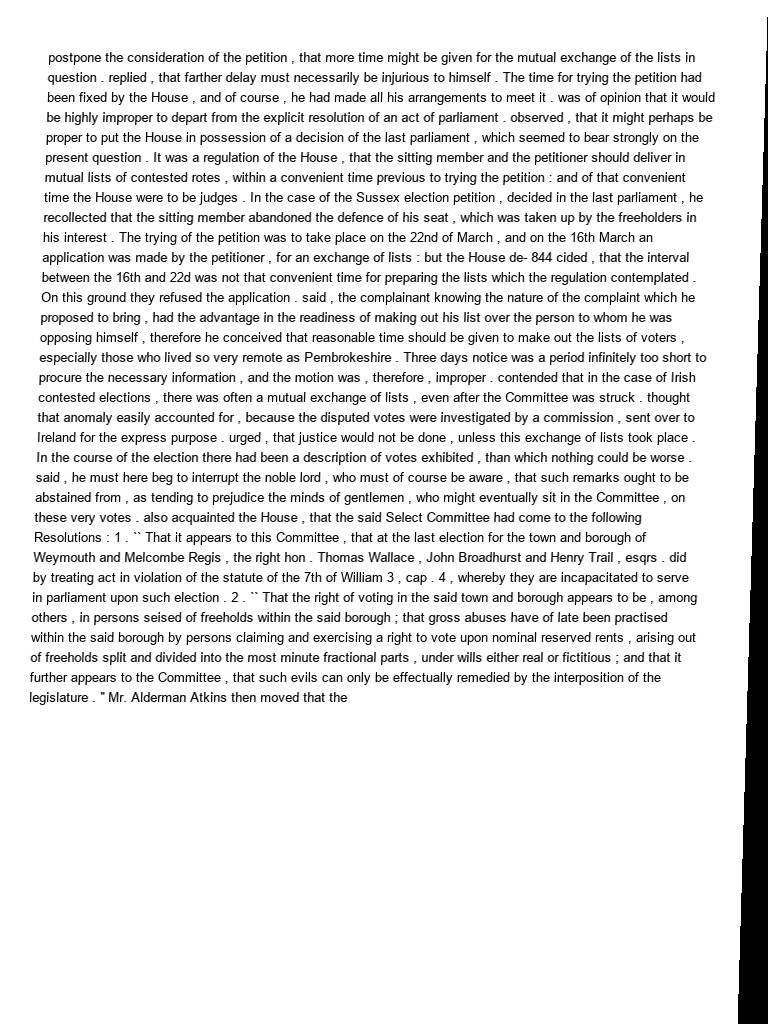 postpone the consideration of the petition , that more time might be given for the mutual exchange of the lists in
question . replied , that farther delay must necessarily be injurious to himself . The time for trying the petition had
been fixed by the House , and of course , he had made all his arrangements to meet it . was of opinion that it would
be highly improper to depart from the explicit resolution of an act of parliament . observed , that it might perhaps be
proper to put the House in possession of a decision of the last parliament , which seemed to bear strongly on the
present question . It was a regulation of the House , that the sitting member and the petitioner should deliver in
mutual lists of contested rotes , within a convenient time previous to trying the petition : and of that convenient
time the House were to be judges . In the case of the Sussex election petition , decided in the last parliament , he
recollected that the sitting member abandoned the defence of his seat , which was taken up by the freeholders in
his interest . The trying of the petition was to take place on the 22nd of March , and on the 16th March an
application was made by the petitioner , for an exchange of lists : but the House de- 844 cided , that the interval
between the 16th and 22d was not that convenient time for preparing the lists which the regulation contemplated .
On this ground they refused the application . said , the complainant knowing the nature of the complaint which he
proposed to bring , had the advantage in the readiness of making out his list over the person to whom he was
opposing himself , therefore he conceived that reasonable time should be given to make out the lists of voters ,
especially those who lived so very remote as Pembrokeshire . Three days notice was a period infinitely too short to
procure the necessary information , and the motion was , therefore , improper . contended that in the case of Irish
contested elections , there was often a mutual exchange of lists , even after the Committee was struck . thought
that anomaly easily accounted for , because the disputed votes were investigated by a commission , sent over to
Ireland for the express purpose . urged , that justice would not be done , unless this exchange of lists took place .
In the course of the election there had been a description of votes exhibited , than which nothing could be worse .
said , he must here beg to interrupt the noble lord , who must of course be aware , that such remarks ought to be
abstained from , as tending to prejudice the minds of gentlemen , who might eventually sit in the Committee , on
these very votes . also acquainted the House , that the said Select Committee had come to the following
Resolutions : 1 . `` That it appears to this Committee , that at the last election for the town and borough of
Weymouth and Melcombe Regis , the right hon . Thomas Wallace , John Broadhurst and Henry Trail , esqrs . did
by treating act in violation of the statute of the 7th of William 3 , cap . 4 , whereby they are incapacitated to serve
in parliament upon such election . 2 . `` That the right of voting in the said town and borough appears to be , among
others , in persons seised of freeholds within the said borough ; that gross abuses have of late been practised
within the said borough by persons claiming and exercising a right to vote upon nominal reserved rents , arising out
of freeholds split and divided into the most minute fractional parts , under wills either real or fictitious ; and that it
further appears to the Committee , that such evils can only be effectually remedied by the interposition of the
legislature . '' Mr. Alderman Atkins then moved that the